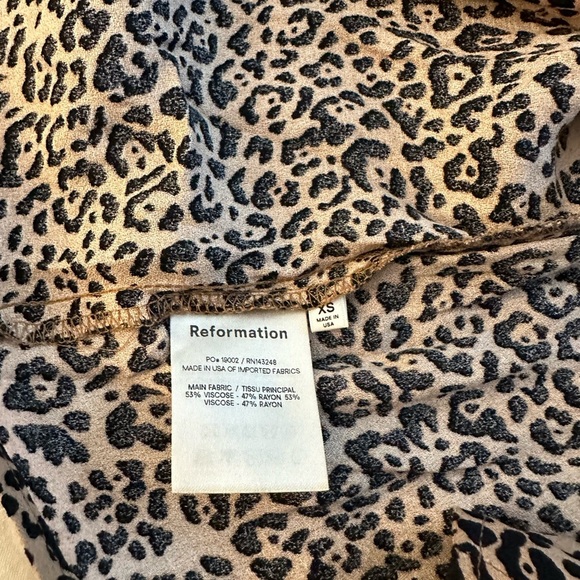 XS
MADE IN
USA
Reformation
PO# 19002 / RN143248
MADE IN USA OF IMPORTED FABRICS
MAIN FABRIC / TISSU PRINCIPAL
53% VISCOSE - 47% RAYON 53%
VISCOSE - 47% RAYON